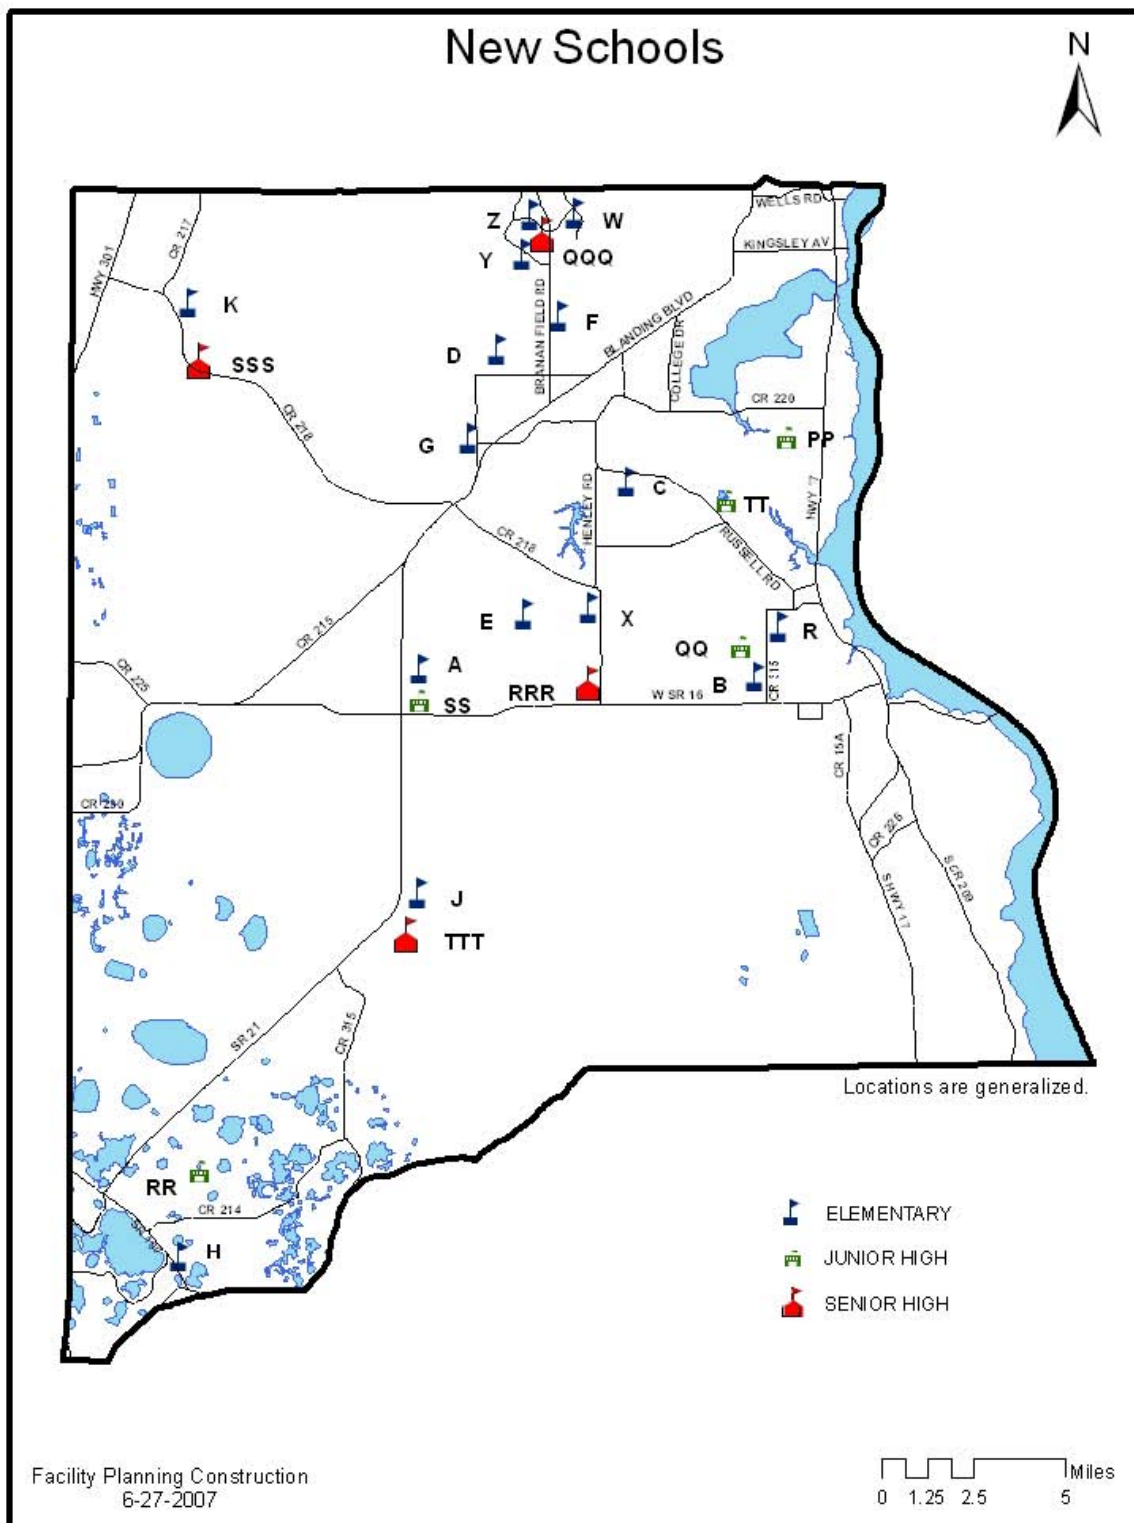 New Schools
N
WELLS RD
KINGSLEY AV
Z
W
CR 217
HWY 301
Y
QQQ
K
F
BRANAN FIELD RD
BLANDING BLVD
COLLEGE DR
D
SSS
CR 220
CR 218
G
PP
C
HENLEY RD
TT
HWY 17
CR 218
RUSSELL RD
E
X
R
CR 215
QQ
A
CR 225
RRR
B
CR 315
SS
W SR 16
CR 15A
CR 230
CR 226
S CR 209
S HWY 17
J
TTT
SR 21
CR 315
Locations are generalized.
RR
CR 214
H
ELEMENTARY
JUNIOR HIGH
SENIOR HIGH
Facility Planning Construction
6-27-2007
Miles
0 1.25 2.5 5